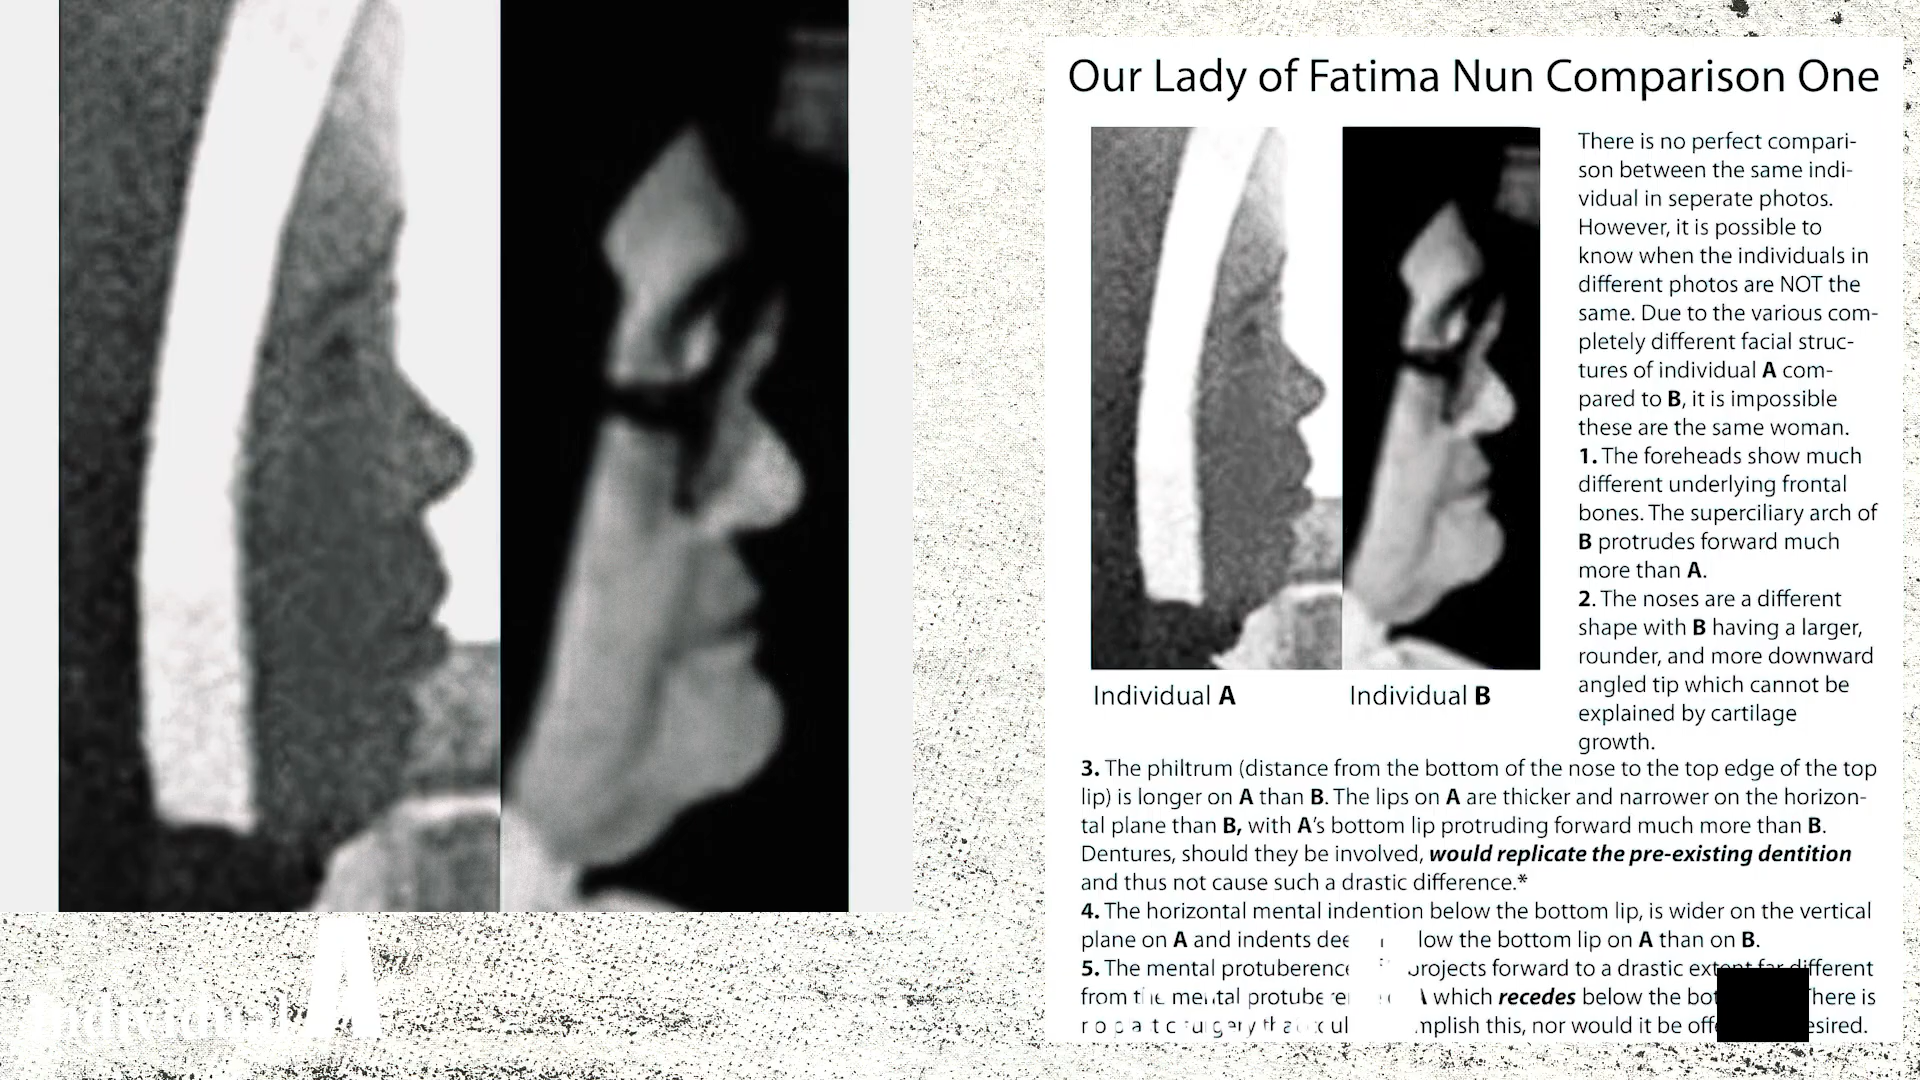 Our Lady of Fatima Nun Comparison One
There is no perfect compari-
son between the same indi-
vidual in seperate photos.
However, it is possible to
know when the individuals in
different photos are NOT the
same. Due to the various com-
pletely different facial struc-
tures of individual A com-
pared to B, it is impossible
these are the same woman.
1. The foreheads show much
different underlying frontal
bones. The superciliary arch of
B protrudes forward much
more than A.
2. The noses are a different
shape with B having a larger,
rounder, and more downward
angled tip which cannot be
explained by cartilage
growth.
Individual A
Individual B
3. The philtrum (distance from the bottom of the nose to the top edge of the top
lip) is longer on A than B. The lips on A are thicker and narrower on the horizon-
tal plane than B, with A's bottom lip protruding forward much more than B.
Dentures, should they be involved, would replicate the pre-existing dentition
and thus not cause such a drastic difference.*
4. The horizontal mental indention below the bottom lip, is wider on the vertical
plane on A and indents low the bottom lip on A than on B.
5. The mental protuberence projects forward to a drastic extent far different
from the mental A which recedes below the There is
this, nor would it be
Individual A